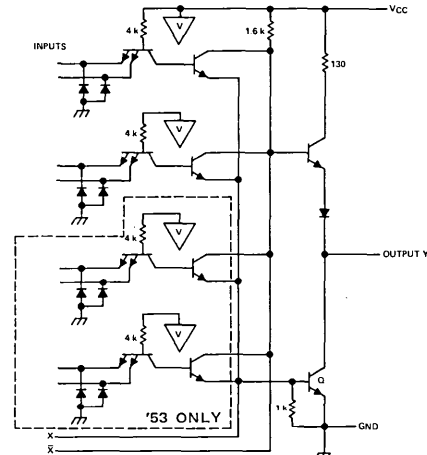 VCC
4 k
V
1.6 k
INPUTS
130
4 k
V
4 k
V
OUTPUT Y
4 k
V
Q
'53 ONLY
1 k
X
GND
X̄